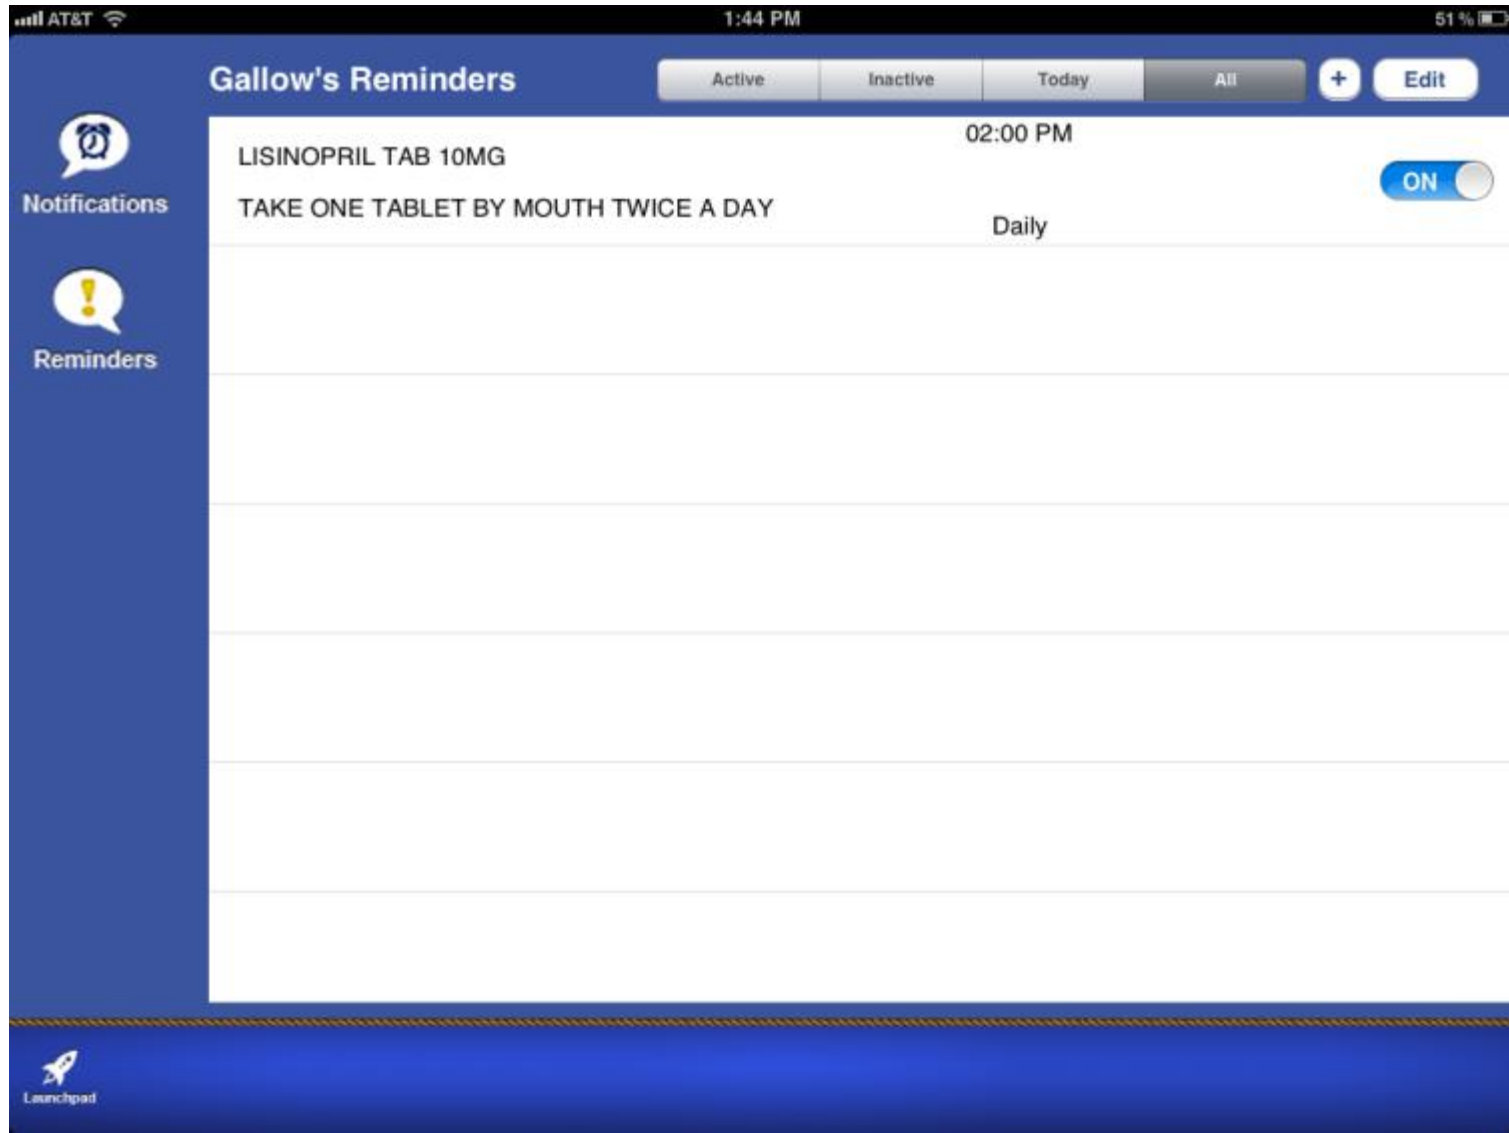 AT&T 1:44 PM 51 %
Gallow's Reminders Active Inactive Today All + Edit
02:00 PM
LISINOPRIL TAB 10MG
ON
Notifications
TAKE ONE TABLET BY MOUTH TWICE A DAY
Daily
Reminders
Launchpad